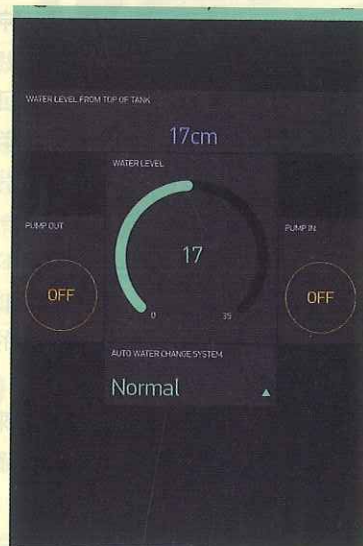 WATER LEVEL FROM TOP OF TANK
17cm
WATER LEVEL
PUMP OUT
PUMP IN
17
OFF
OFF
0 35
AUTO WATER CHANGE SYSTEM
Normal